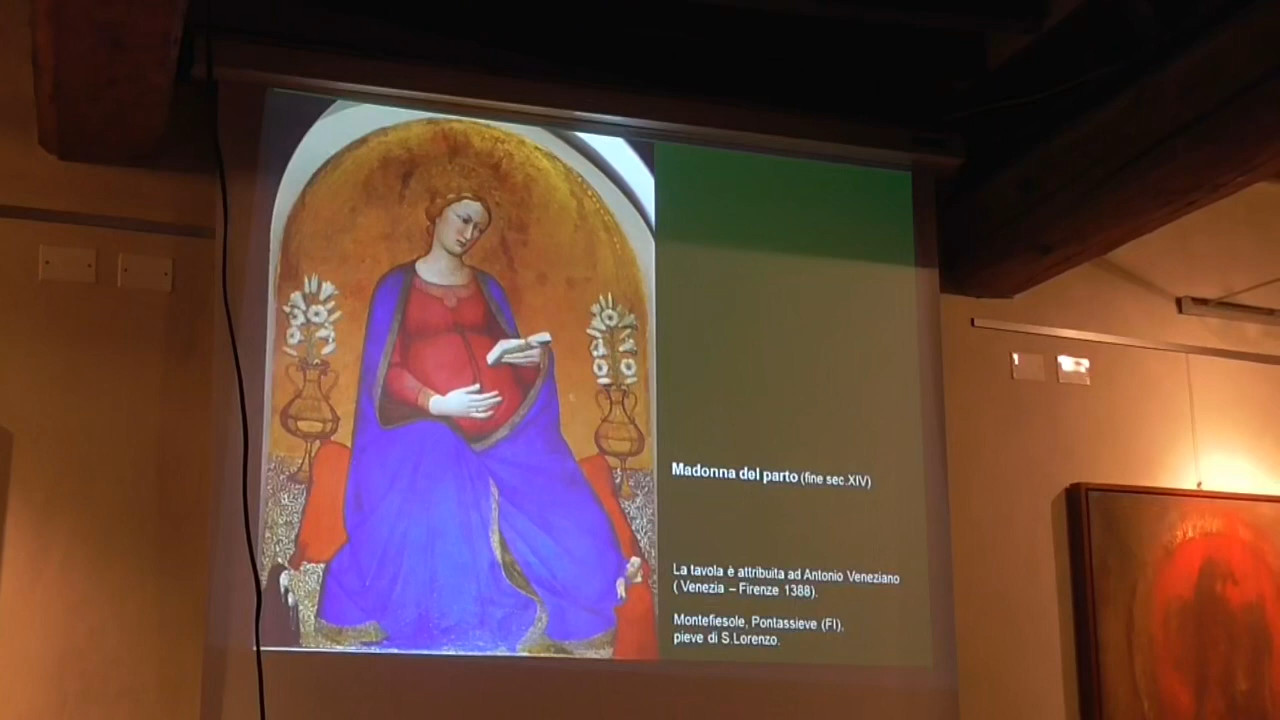 Madonna del parto (fine sec.XIV)
La tavola è attribuita ad Antonio Veneziano
( Venezia – Firenze 1388).
Montefiesole, Pontassieve (FI),
pieve di S.Lorenzo.